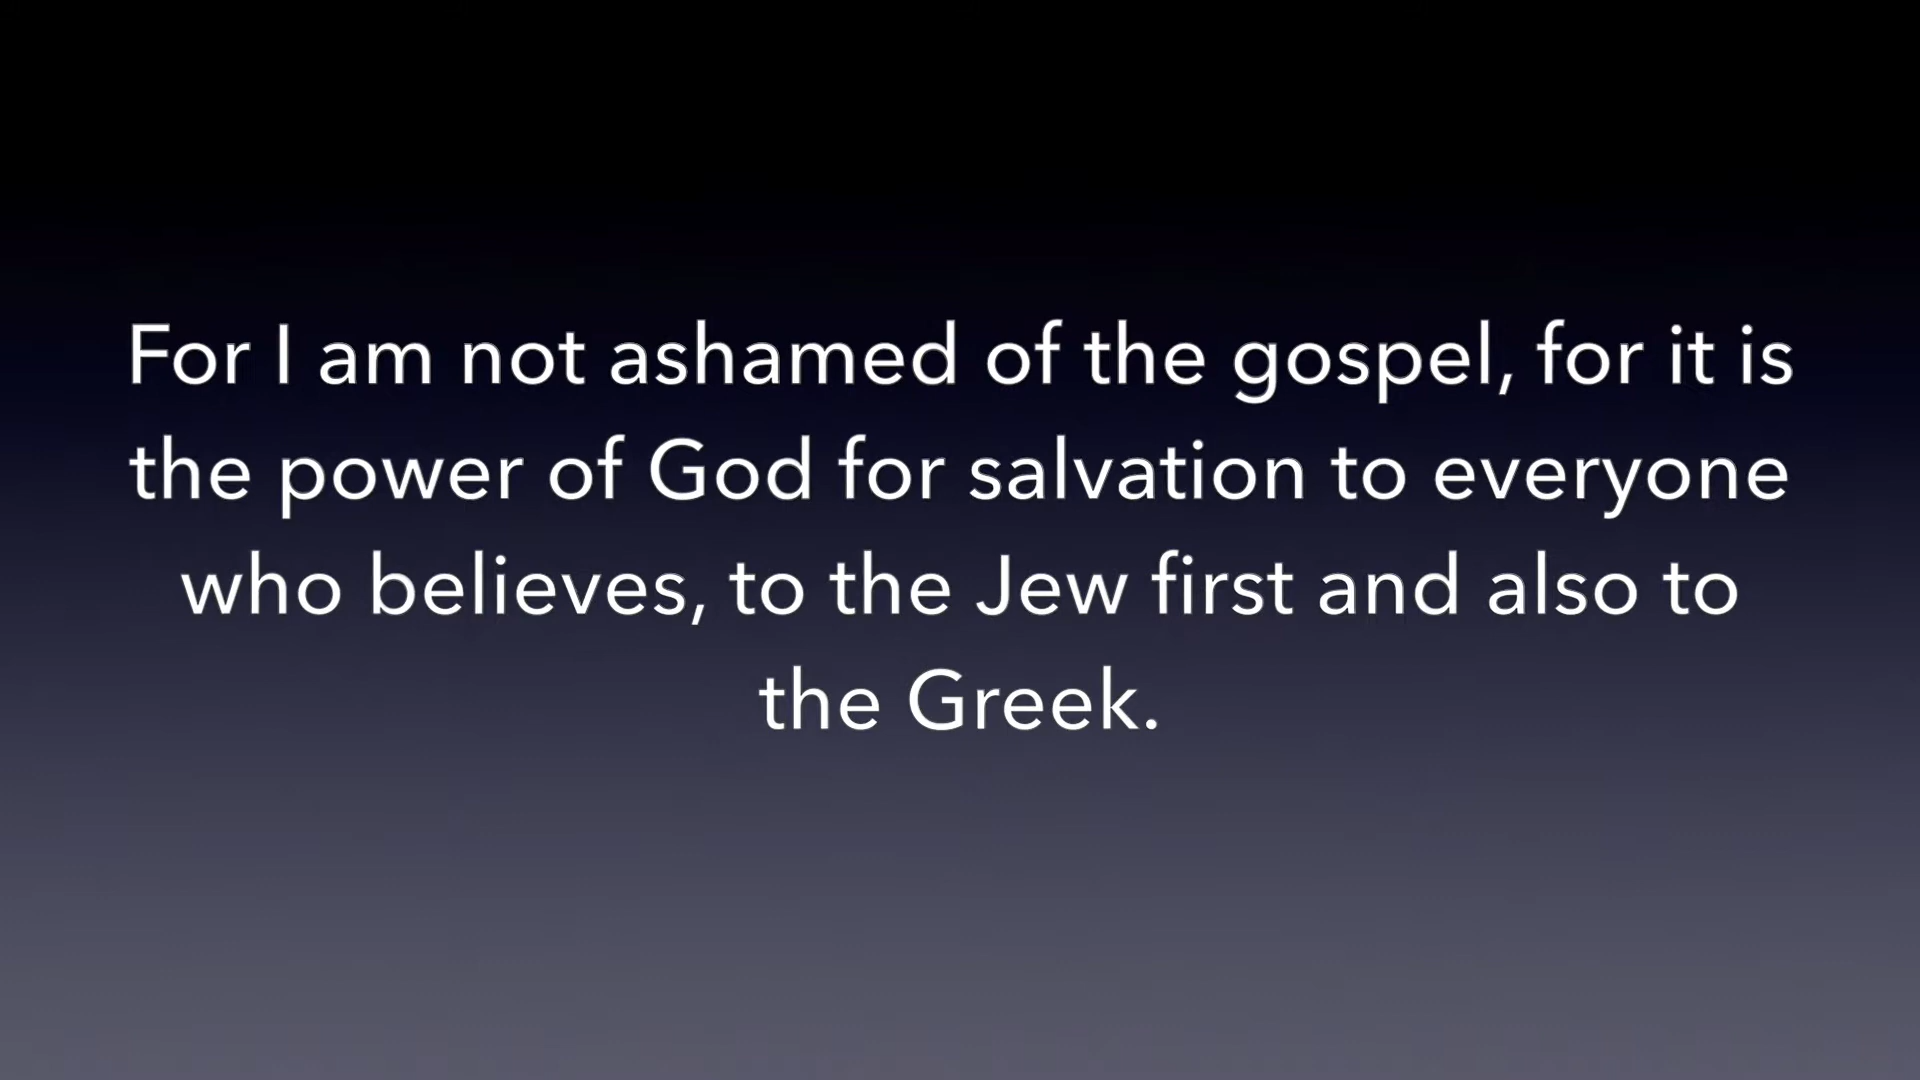 For I am not ashamed of the gospel, for it is
the power of God for salvation to everyone
who believes, to the Jew first and also to
the Greek.